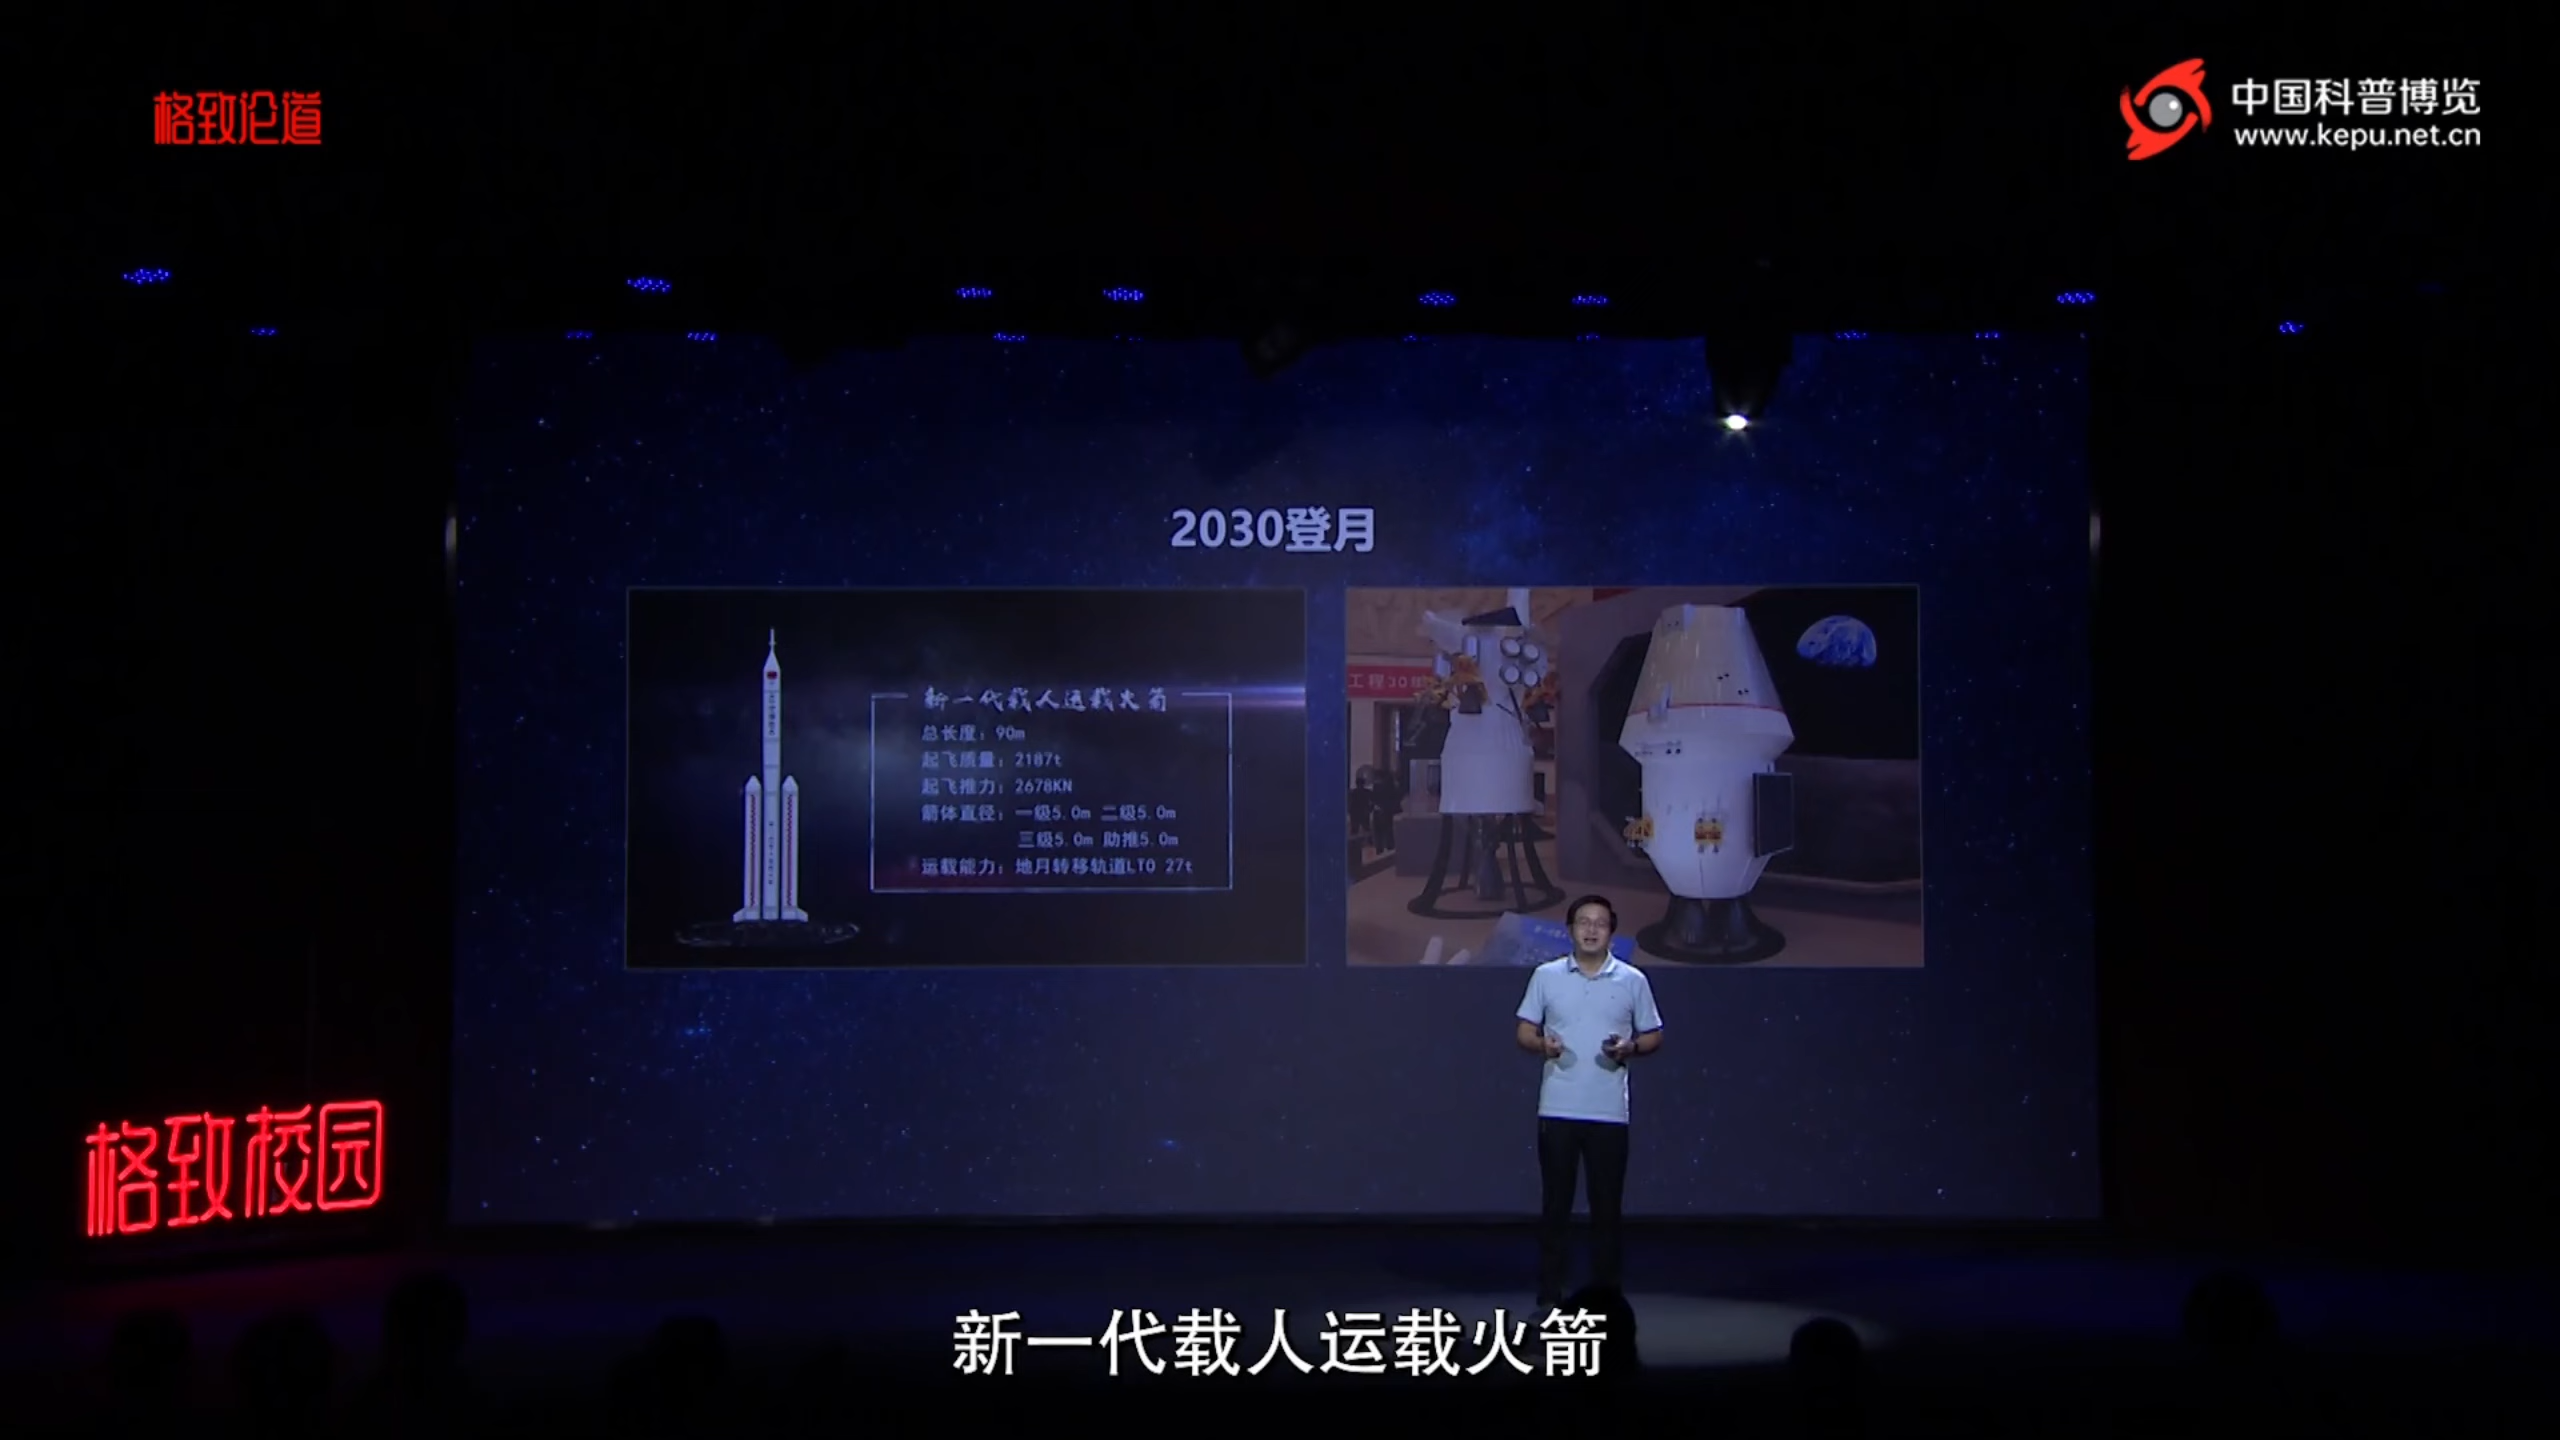 格致论道
中国科普博览
www.kepu.net.cn
2030登月
新一代载人运载火箭
总长度：90m
起飞质量：2187t
起飞推力：2678KN
箭体直径：一级5.0m 二级5.0m
三级5.0m 助推5.0m
运载能力：地月转移轨道LTO 27t
工程30
格致校园
新一代载人运载火箭